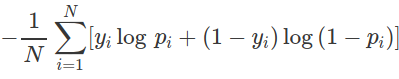 $-\frac{1}{N}\sum_{i=1}^{N}[y_i \log p_i + (1 - y_i) \log (1 - p_i)]$